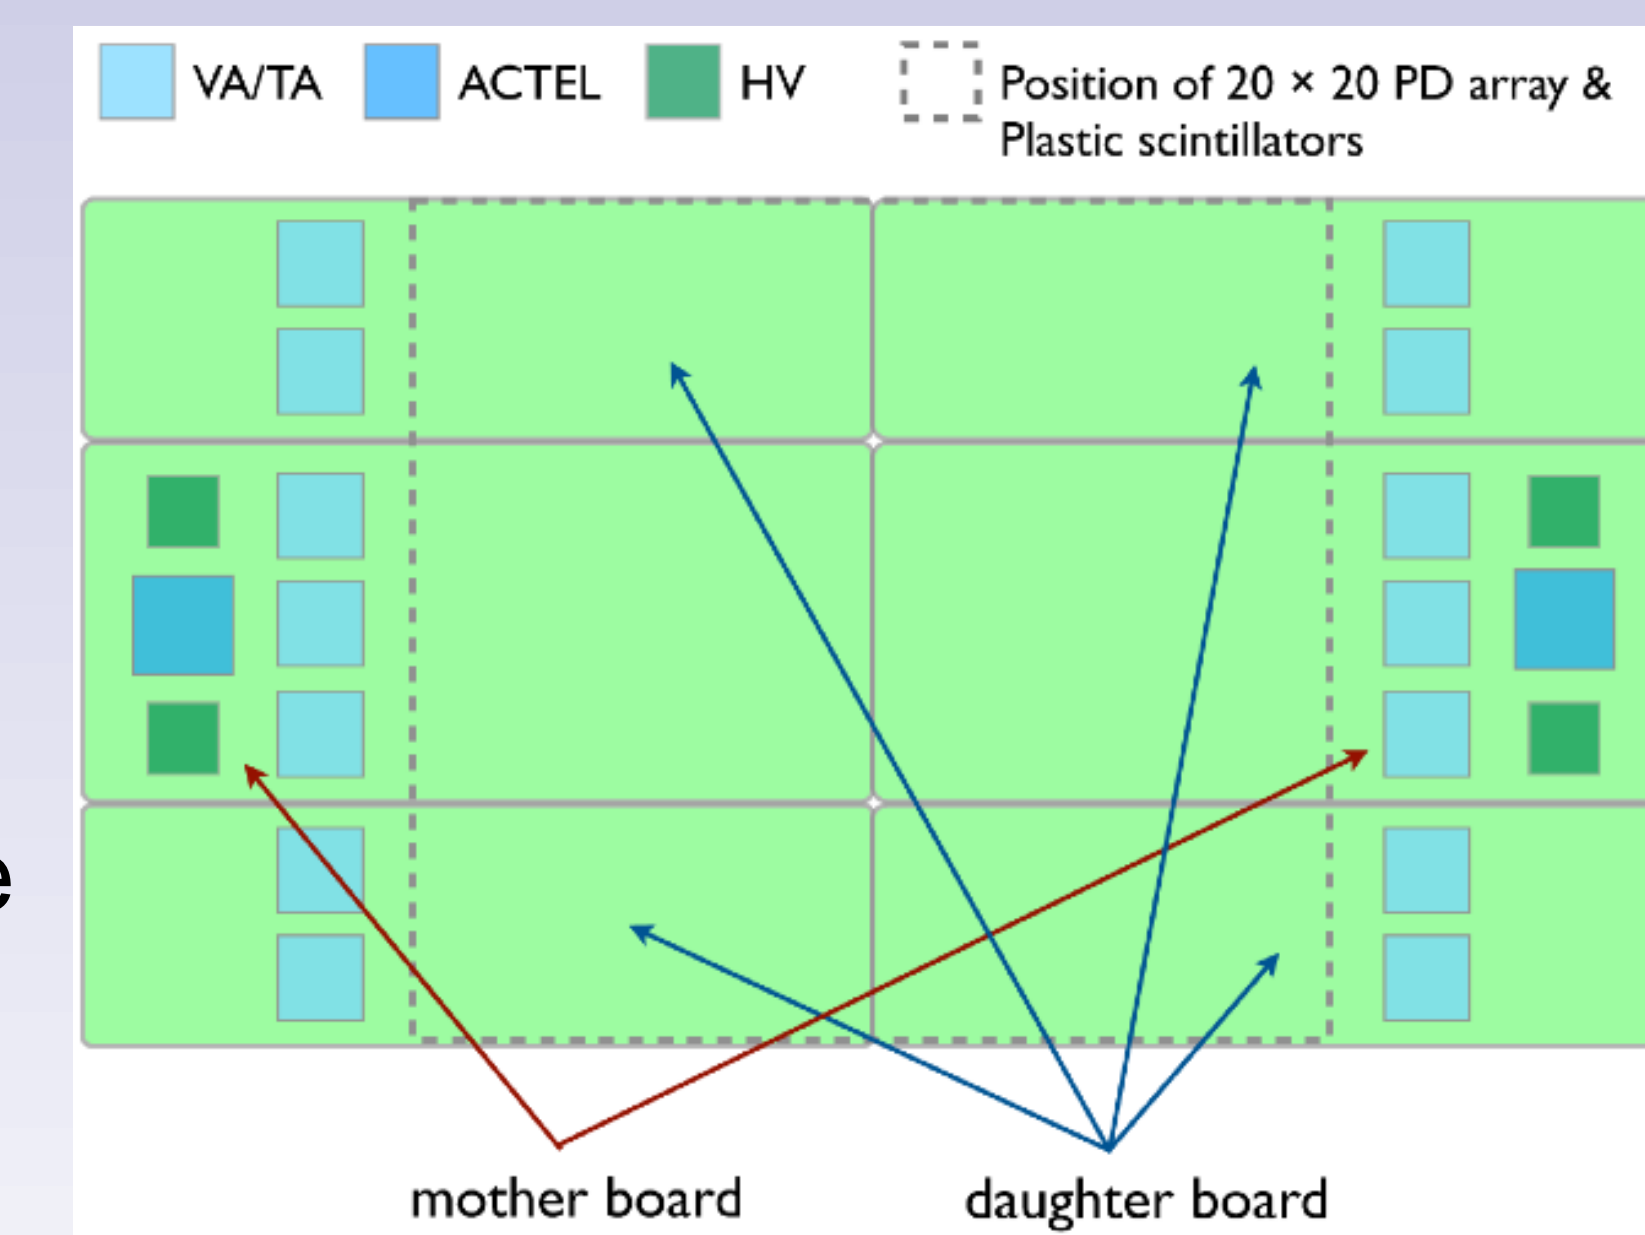 VA/TA
ACTEL
HV
Position of 20 × 20 PD array &
Plastic scintillators
e
mother board
daughter board